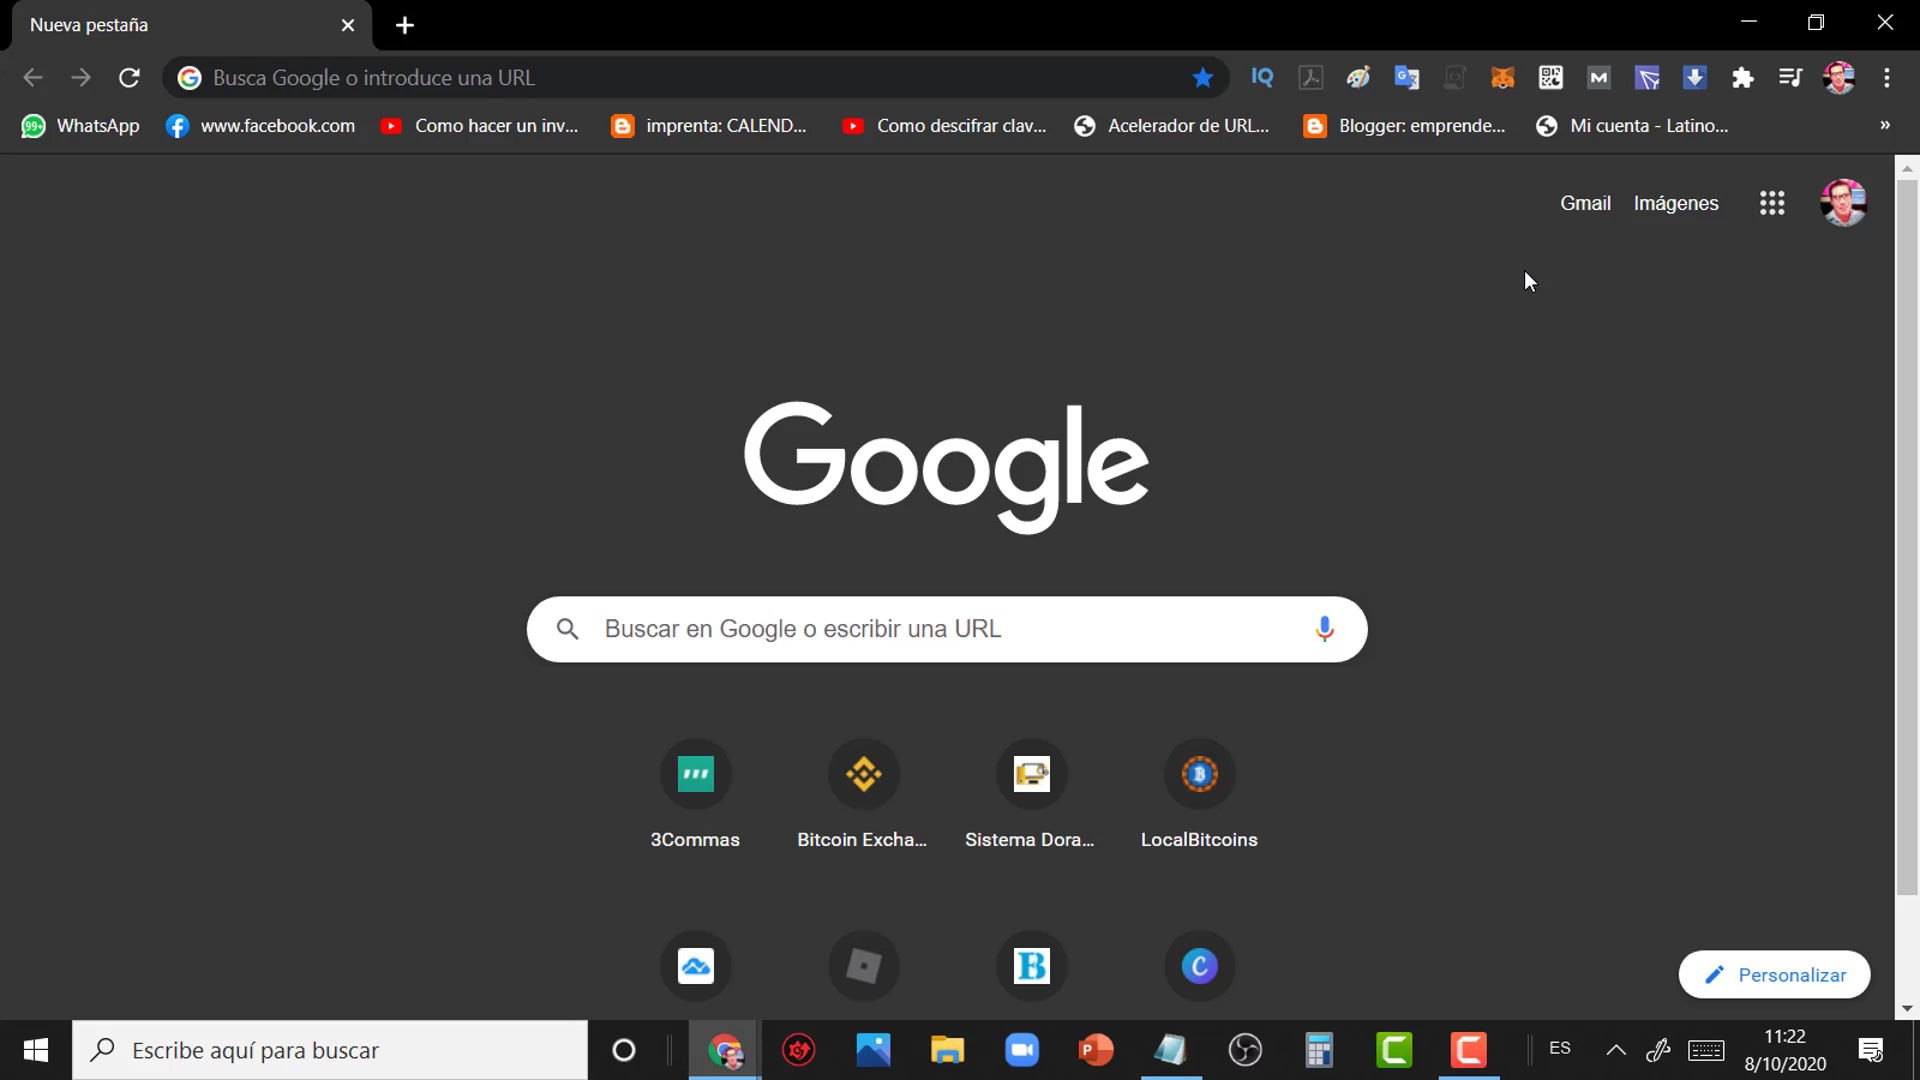 Nueva pestaña
Busca Google o introduce una URL
99+ WhatsApp
www.facebook.com
Como hacer un inv...
imprenta: CALEND...
Como descifrar clav...
Acelerador de URL...
Blogger: emprende...
Mi cuenta - Latino...
»
Gmail Imágenes
Google
Buscar en Google o escribir una URL
3Commas
Bitcoin Excha...
Sistema Dora...
LocalBitcoins
Personalizar
Escribe aquí para buscar
ES
11:22
8/10/2020